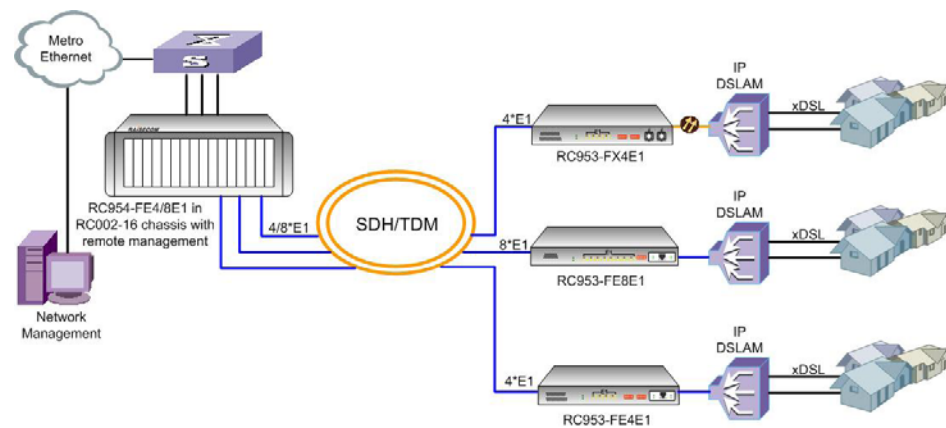 Metro
Ethernet
RAISECOM
RC954-FE4/8E1 in
RC002-16 chassis with
remote management
Network
Management
4/8*E1
SDH/TDM
4*E1
RC953-FX4E1
IP
DSLAM
xDSL
8*E1
RC953-FE8E1
IP
DSLAM
xDSL
4*E1
RC953-FE4E1
IP
DSLAM
xDSL